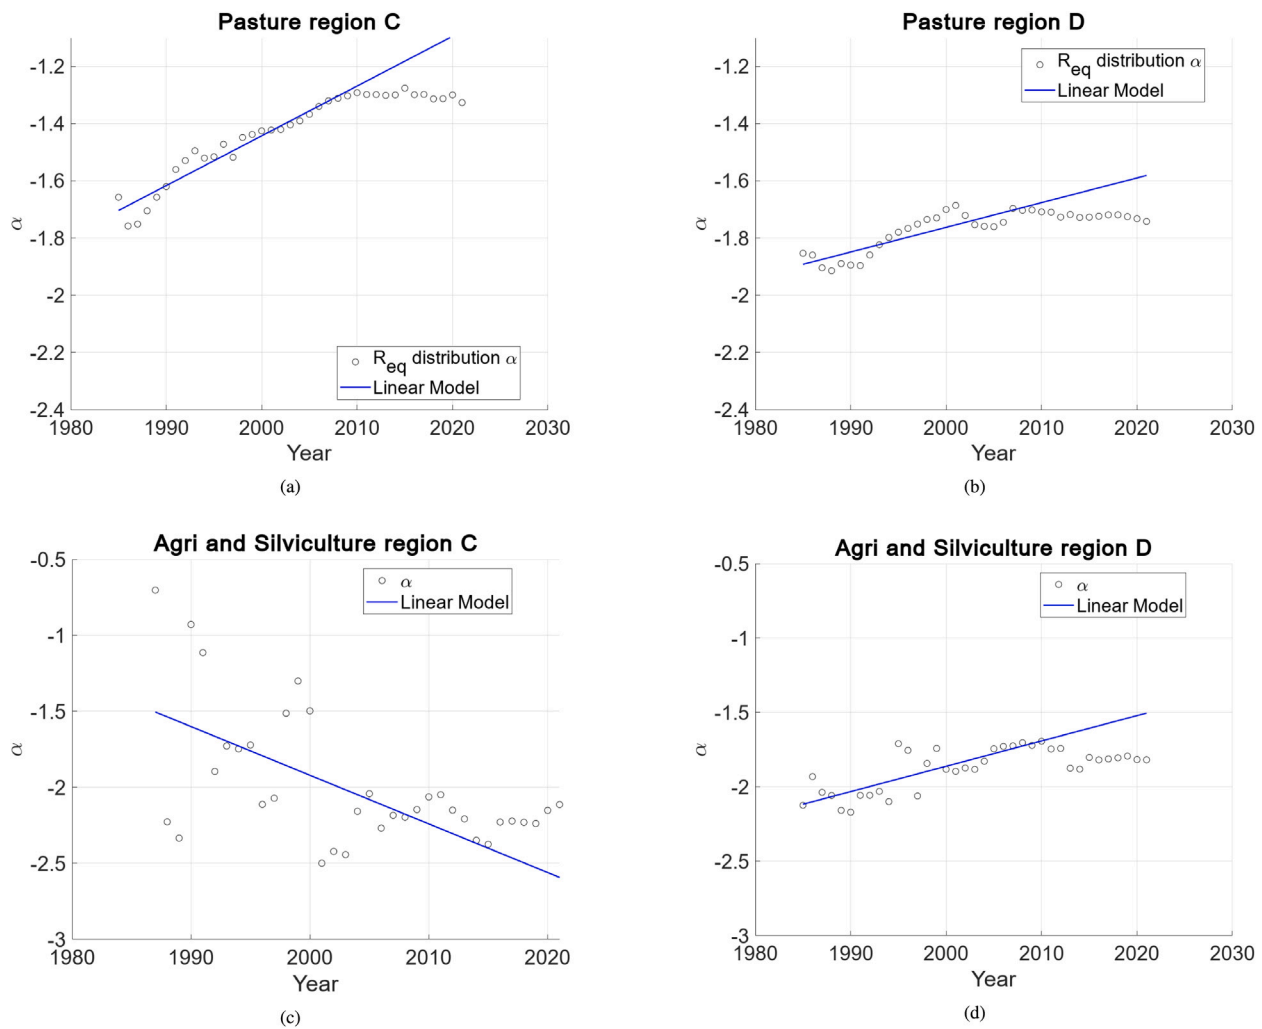 Pasture region C
-1.2
-1.4
-1.6
-1.8
-2
-2.2
-2.4
α
R_eq distribution α
Linear Model
1980 1990 2000 2010 2020 2030
Year
(a)
Pasture region D
R_eq distribution α
Linear Model
-1.2
-1.4
-1.6
-1.8
-2
-2.2
-2.4
α
1980 1990 2000 2010 2020 2030
Year
(b)
Agri and Silviculture region C
-0.5
-1
-1.5
-2
-2.5
-3
α
α
Linear Model
1980 1990 2000 2010 2020
Year
(c)
Agri and Silviculture region D
-0.5
-1
-1.5
-2
-2.5
-3
α
α
Linear Model
1980 1990 2000 2010 2020 2030
Year
(d)